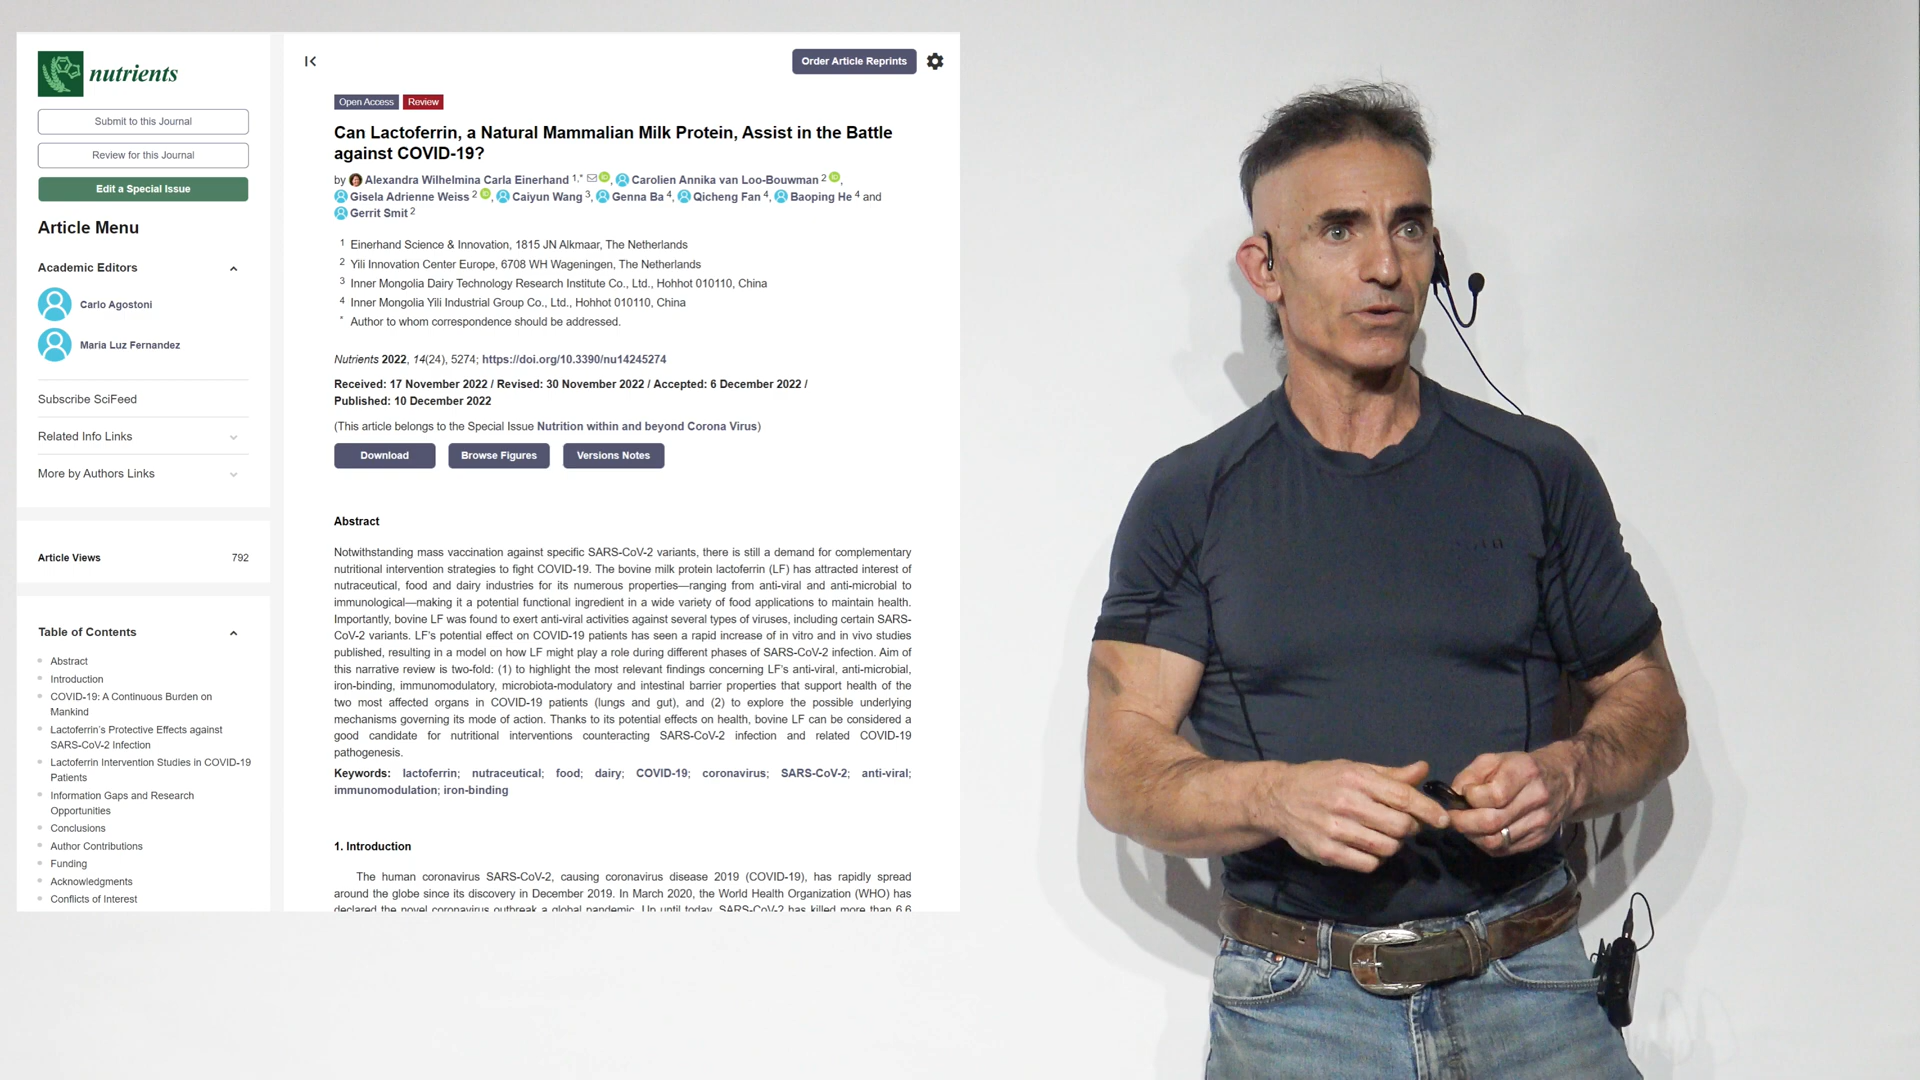 nutrients
Submit to this Journal
Review for this Journal
Edit a Special Issue
Article Menu
Academic Editors
Carlo Agostoni
Maria Luz Fernandez
Subscribe SciFeed
Related Info Links
More by Authors Links
Article Views 792
Table of Contents
Abstract
Introduction
COVID-19: A Continuous Burden on
Mankind
Lactoferrin's Protective Effects against
SARS-CoV-2 Infection
Lactoferrin Intervention Studies in COVID-19
Patients
Information Gaps and Research
Opportunities
Conclusions
Author Contributions
Funding
Acknowledgments
Conflicts of Interest
Order Article Reprints
Open Access Review
Can Lactoferrin, a Natural Mammalian Milk Protein, Assist in the Battle
against COVID-19?
by Alexandra Wilhelmina Carla Einerhand 1,* , Carolien Annika van Loo-Bouwman 2 ,
Gisela Adrienne Weiss 2 , Caiyun Wang 3, Genna Ba 4, Qicheng Fan 4, Baoping He 4 and
Gerrit Smit 2
1 Einerhand Science & Innovation, 1815 JN Alkmaar, The Netherlands
2 Yili Innovation Center Europe, 6708 WH Wageningen, The Netherlands
3 Inner Mongolia Dairy Technology Research Institute Co., Ltd., Hohhot 010110, China
4 Inner Mongolia Yili Industrial Group Co., Ltd., Hohhot 010110, China
* Author to whom correspondence should be addressed.
Nutrients 2022, 14(24), 5274; https://doi.org/10.3390/nu14245274
Received: 17 November 2022 / Revised: 30 November 2022 / Accepted: 6 December 2022 /
Published: 10 December 2022
(This article belongs to the Special Issue Nutrition within and beyond Corona Virus)
Download Browse Figures Versions Notes
Abstract
Notwithstanding mass vaccination against specific SARS-CoV-2 variants, there is still a demand for complementary
nutritional intervention strategies to fight COVID-19. The bovine milk protein lactoferrin (LF) has attracted interest of
nutraceutical, food and dairy industries for its numerous properties—ranging from anti-viral and anti-microbial to
immunological—making it a potential functional ingredient in a wide variety of food applications to maintain health.
Importantly, bovine LF was found to exert anti-viral activities against several types of viruses, including certain SARS-
CoV-2 variants. LF's potential effect on COVID-19 patients has seen a rapid increase of in vitro and in vivo studies
published, resulting in a model on how LF might play a role during different phases of SARS-CoV-2 infection. Aim of
this narrative review is two-fold: (1) to highlight the most relevant findings concerning LF's anti-viral, anti-microbial,
iron-binding, immunomodulatory, microbiota-modulatory and intestinal barrier properties that support health of the
two most affected organs in COVID-19 patients (lungs and gut), and (2) to explore the possible underlying
mechanisms governing its mode of action. Thanks to its potential effects on health, bovine LF can be considered a
good candidate for nutritional interventions counteracting SARS-CoV-2 infection and related COVID-19
pathogenesis.
Keywords: lactoferrin; nutraceutical; food; dairy; COVID-19; coronavirus; SARS-CoV-2; anti-viral;
immunomodulation; iron-binding
1. Introduction
The human coronavirus SARS-CoV-2, causing coronavirus disease 2019 (COVID-19), has rapidly spread
around the globe since its discovery in December 2019. In March 2020, the World Health Organization (WHO) has
declared the novel coronavirus outbreak a global pandemic. Up until today, SARS-CoV-2 has killed more than 6.6